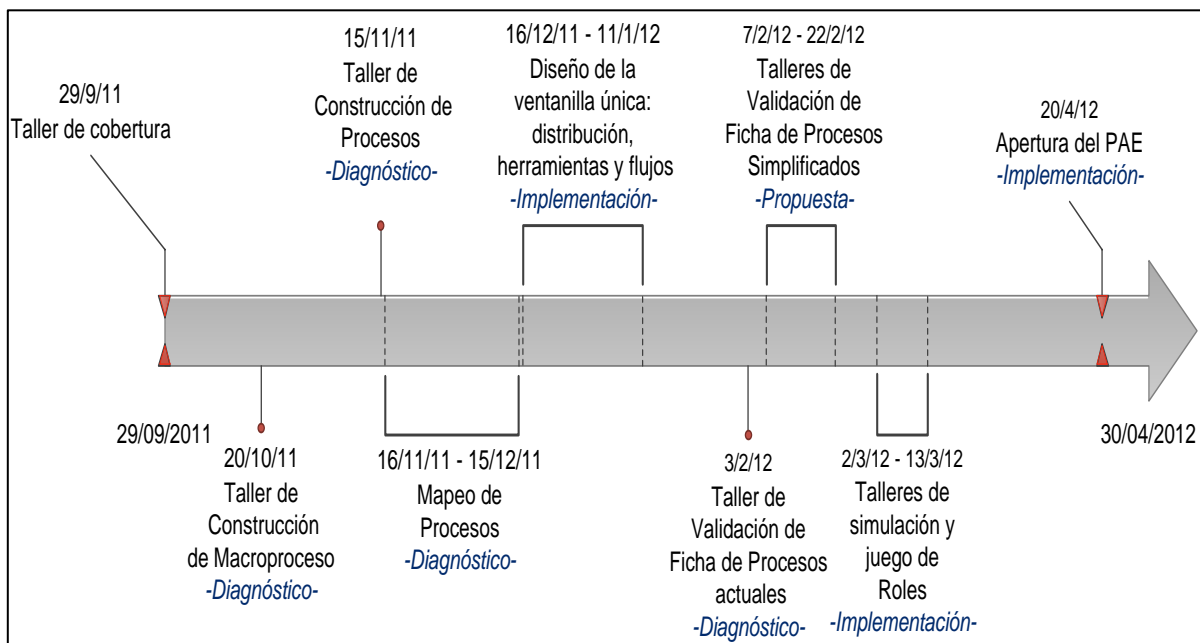 29/9/11
Taller de cobertura
15/11/11
Taller de
Construcción de
Procesos
-Diagnóstico-
16/12/11 - 11/1/12
Diseño de la
ventanilla única:
distribución,
herramientas y flujos
-Implementación-
7/2/12 - 22/2/12
Talleres de
Validación de
Ficha de Procesos
Simplificados
-Propuesta-
20/4/12
Apertura del PAE
-Implementación-
29/09/2011
30/04/2012
20/10/11
Taller de
Construcción
de Macroproceso
-Diagnóstico-
16/11/11 - 15/12/11
Mapeo de
Procesos
-Diagnóstico-
3/2/12
Taller de
Validación de
Ficha de Procesos
actuales
-Diagnóstico-
2/3/12 - 13/3/12
Talleres de
simulación y
juego de
Roles
-Implementación-